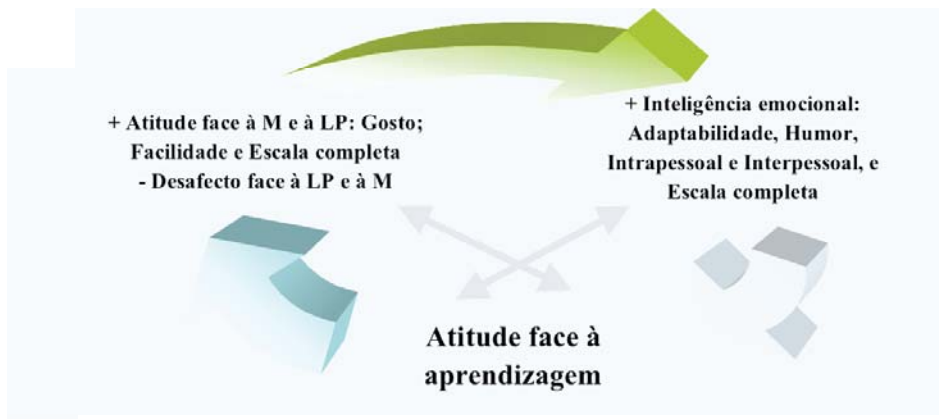 + Atitude face à M e à LP: Gosto;
Facilidade e Escala completa
- Desafecto face à LP e à M
+ Inteligência emocional:
Adaptabilidade, Humor,
Intrapessoal e Interpessoal, e
Escala completa
Atitude face à
aprendizagem